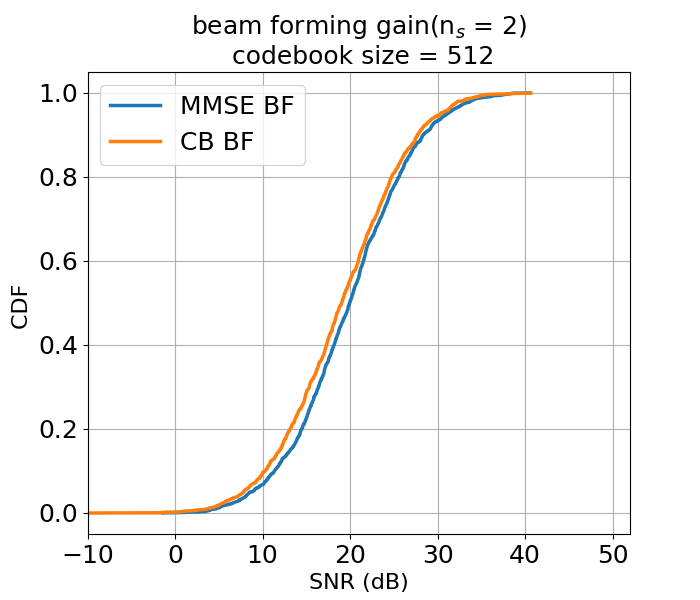 beam forming gain(nₛ = 2)
codebook size = 512
MMSE BF
CB BF
1.0
0.8
0.6
0.4
0.2
0.0
CDF
−10 0 10 20 30 40 50
SNR (dB)